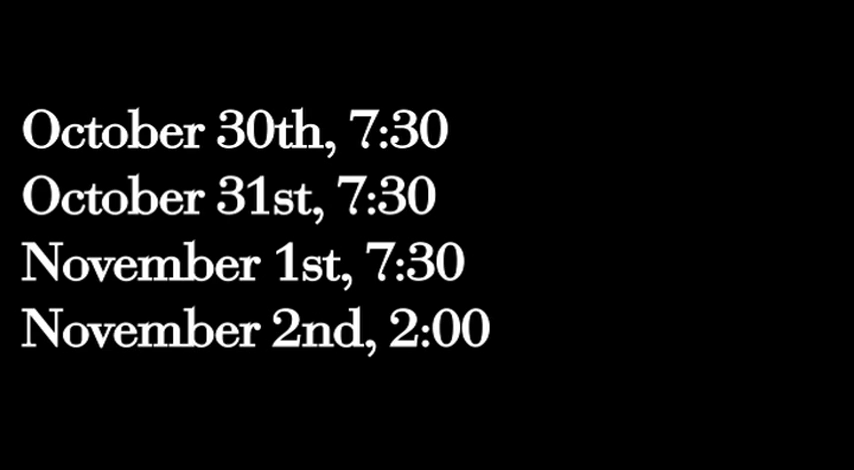 October 30th, 7:30
October 31st, 7:30
November 1st, 7:30
November 2nd, 2:00